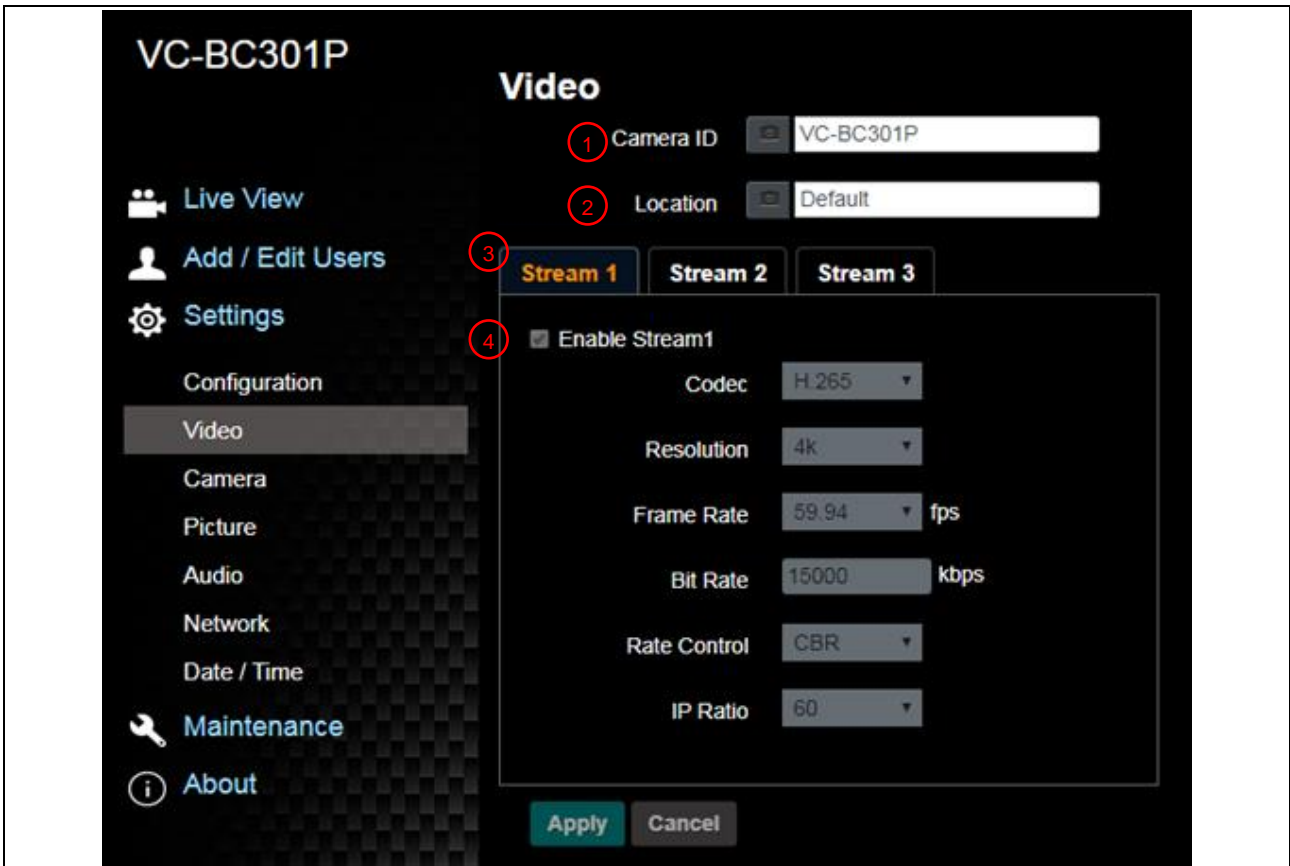 VC-BC301P
Live View
Add / Edit Users
Settings
Configuration
Video
Camera
Picture
Audio
Network
Date / Time
Maintenance
About
Video
1 Camera ID VC-BC301P
2 Location Default
3 Stream 1 Stream 2 Stream 3
4 Enable Stream1
Codec H.265
Resolution 4k
Frame Rate 59.94 fps
Bit Rate 15000 kbps
Rate Control CBR
IP Ratio 60
Apply Cancel